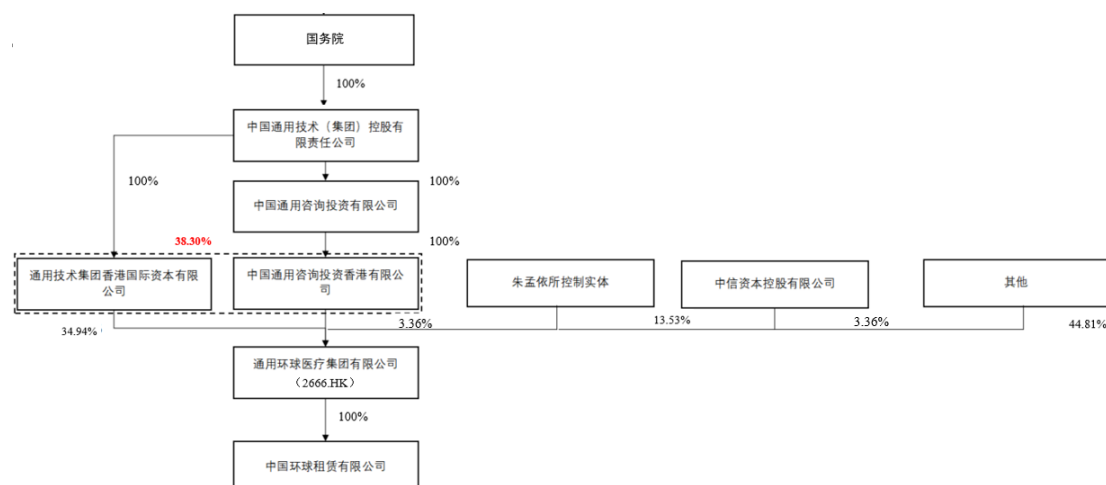 国务院
100%
中国通用技术（集团）控股有
限责任公司
100%
100%
中国通用咨询投资有限公司
38.30%
100%
通用技术集团香港国际资本有限
公司
中国通用咨询投资香港有限公
司
朱孟依所控制实体
中信资本控股有限公司
其他
34.94%
3.36%
13.53%
3.36%
44.81%
通用环球医疗集团有限公司
（2666.HK）
100%
中国环球租赁有限公司